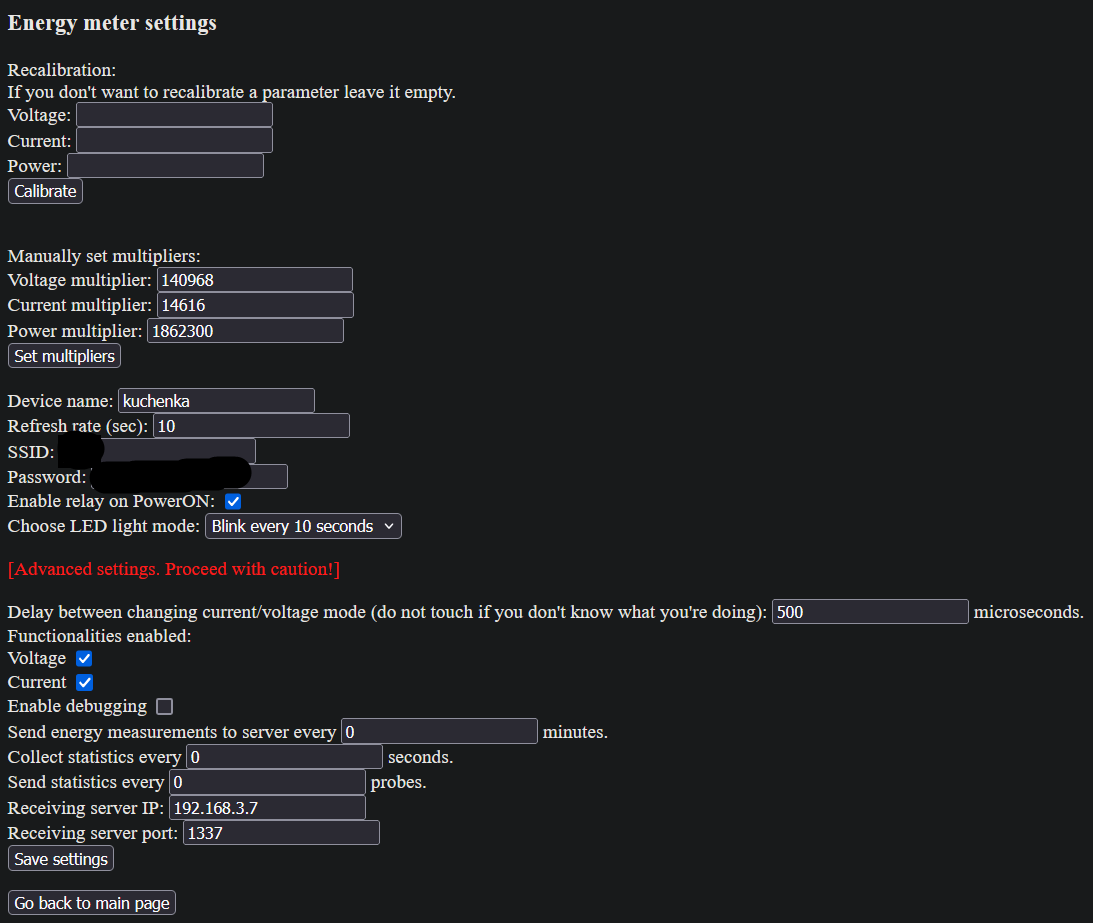 Energy meter settings
Recalibration:
If you don't want to recalibrate a parameter leave it empty.
Voltage:
Current:
Power:
Calibrate
Manually set multipliers:
Voltage multiplier: 140968
Current multiplier: 14616
Power multiplier: 1862300
Set multipliers
Device name: kuchenka
Refresh rate (sec): 10
SSID:
Password:
Enable relay on PowerON:
Choose LED light mode: Blink every 10 seconds
[Advanced settings. Proceed with caution!]
Delay between changing current/voltage mode (do not touch if you don't know what you're doing): 500 microseconds.
Functionalities enabled:
Voltage
Current
Enable debugging
Send energy measurements to server every 0 minutes.
Collect statistics every 0 seconds.
Send statistics every 0 probes.
Receiving server IP: 192.168.3.7
Receiving server port: 1337
Save settings
Go back to main page